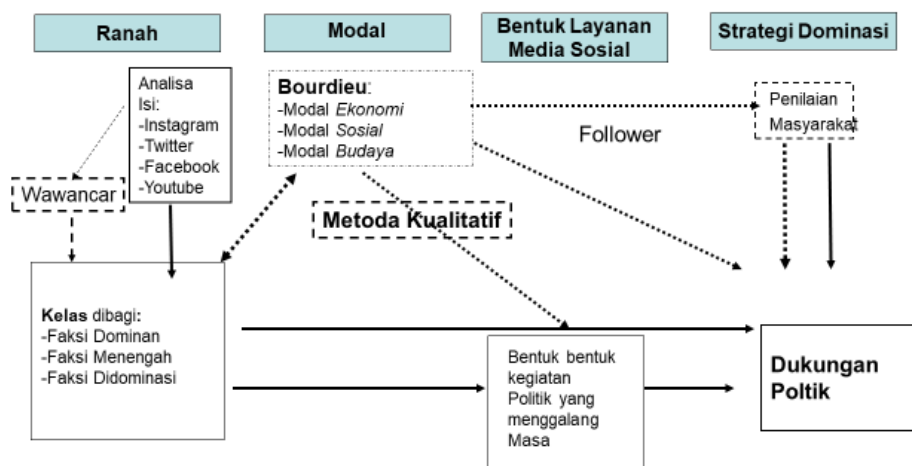 Ranah
Modal
Bentuk Layanan
Media Sosial
Strategi Dominasi
Analisa
Isi:
-Instagram
-Twitter
-Facebook
-Youtube
Bourdieu:
-Modal Ekonomi
-Modal Sosial
-Modal Budaya
Follower
Penilaian
Masyarakat
Wawancar
Metoda Kualitatif
Kelas dibagi:
-Faksi Dominan
-Faksi Menengah
-Faksi Didominasi
Bentuk bentuk
kegiatan
Politik yang
menggalang
Masa
Dukungan
Poltik